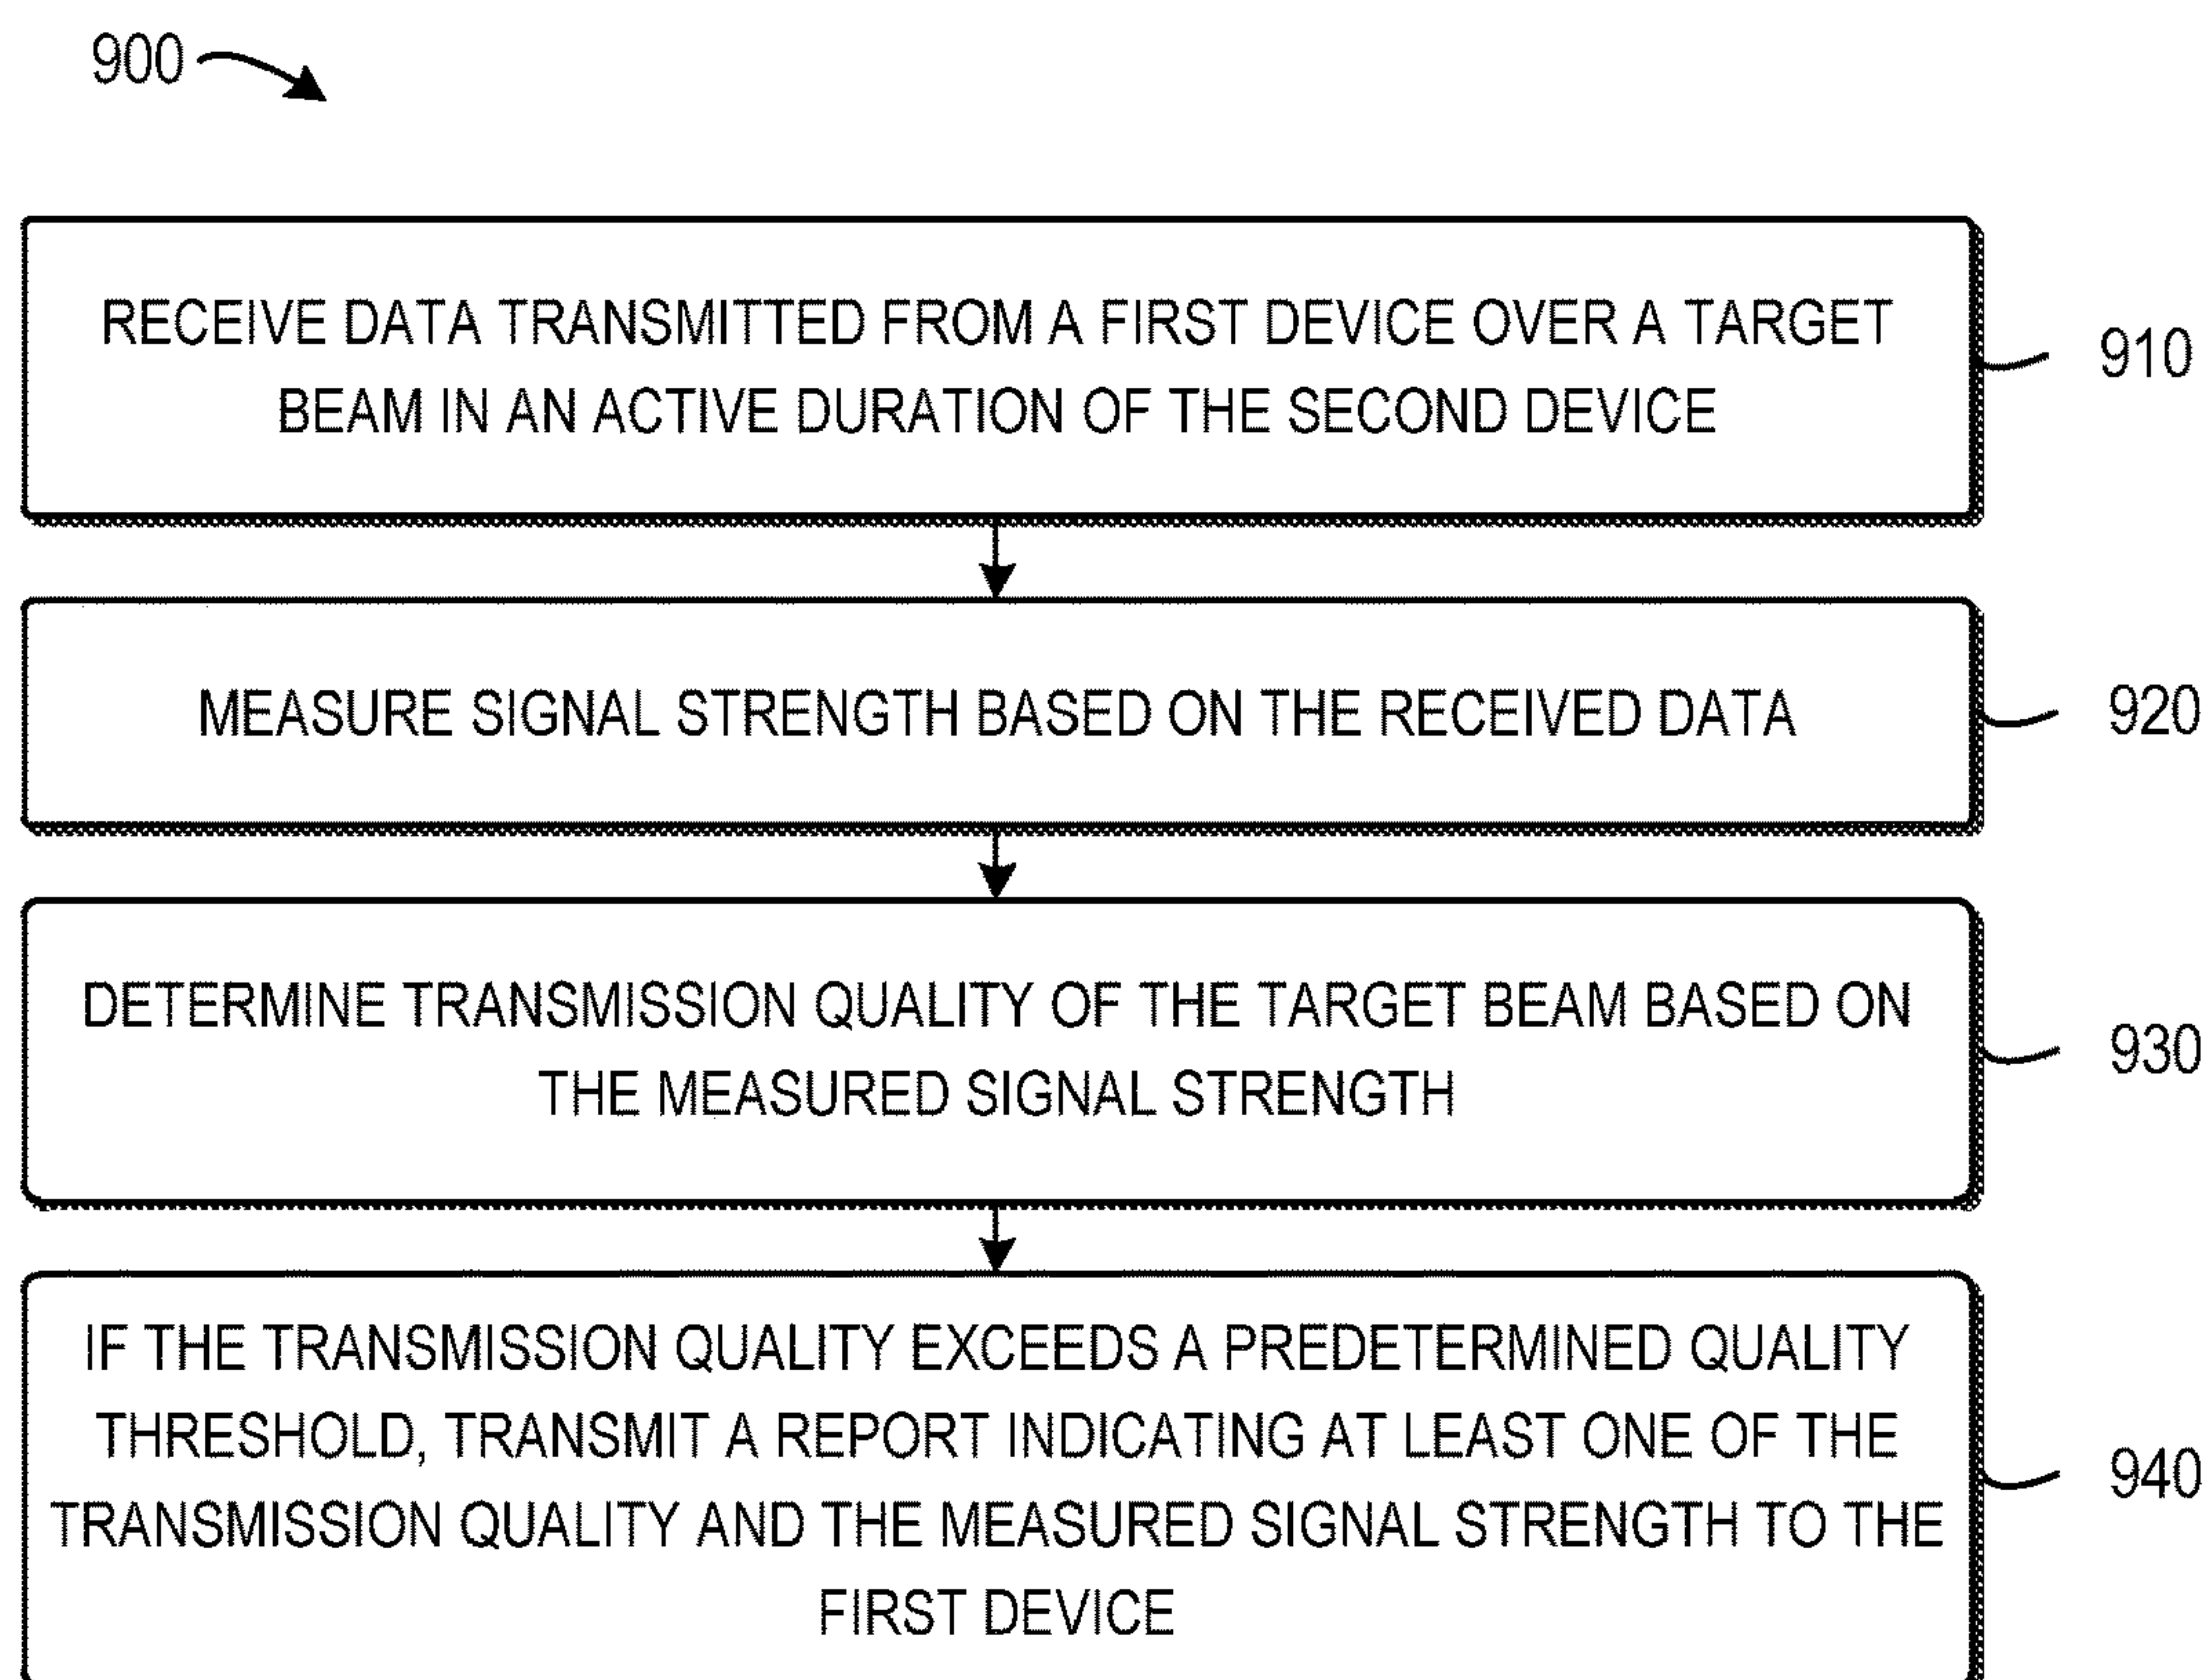 900
RECEIVE DATA TRANSMITTED FROM A FIRST DEVICE OVER A TARGET
BEAM IN AN ACTIVE DURATION OF THE SECOND DEVICE
910
MEASURE SIGNAL STRENGTH BASED ON THE RECEIVED DATA
920
DETERMINE TRANSMISSION QUALITY OF THE TARGET BEAM BASED ON
THE MEASURED SIGNAL STRENGTH
930
IF THE TRANSMISSION QUALITY EXCEEDS A PREDETERMINED QUALITY
THRESHOLD, TRANSMIT A REPORT INDICATING AT LEAST ONE OF THE
TRANSMISSION QUALITY AND THE MEASURED SIGNAL STRENGTH TO THE
FIRST DEVICE
940